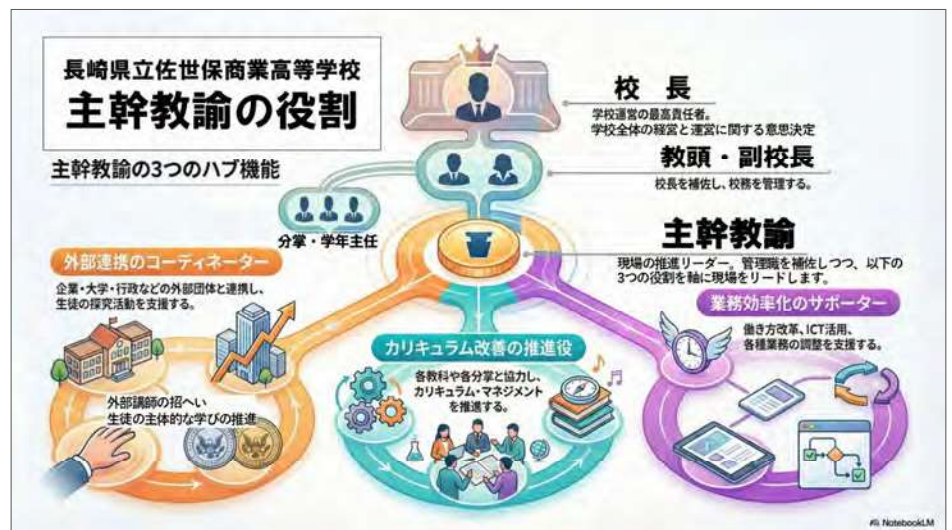 長崎県立佐世保商業高等学校
主幹教諭の役割
主幹教諭の3つのハブ機能
校 長
学校運営の最高責任者。
学校全体の経営と運営に関する意思決定
教頭・副校長
校長を補佐し、校務を管理する。
分掌・学年主任
主幹教諭
現場の推進リーダー。管理職を補佐しつつ、以下の
3つの役割を軸に現場をリードします。
外部連携のコーディネーター
企業・大学・行政などの外部団体と連携し、
生徒の探究活動を支援する。
外部講師の招へい
生徒の主体的な学びの推進
カリキュラム改善の推進役
各教科や各分掌と協力し、
カリキュラム・マネジメント
を推進する。
業務効率化のサポーター
働き方改革、ICT活用、
各種業務の調整を支援する。
NotebookLM